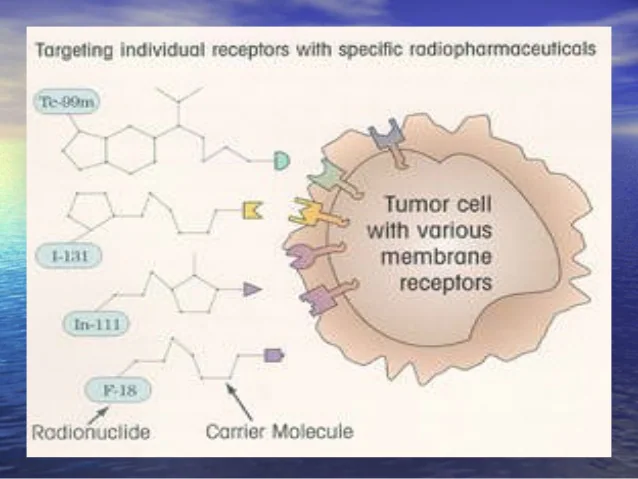 Targeting individual receptors with specific radiopharmaceuticals
Tc-99m
I-131
In-111
F-18
Radionuclide
Carrier Molecule
Tumor cell
with various
membrane
receptors